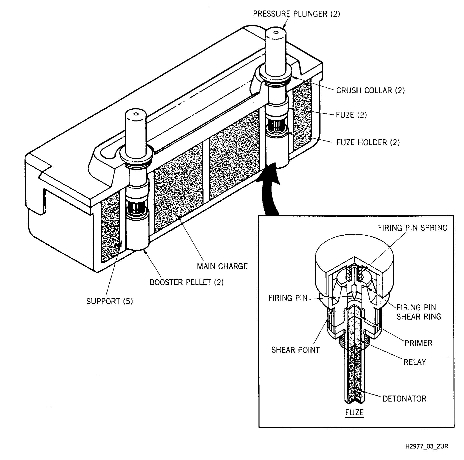 PRESSURE PLUNGER (2)
CRUSH COLLAR (2)
FUZE (2)
FUZE HOLDER (2)
MAIN CHARGE
BOOSTER PELLET (2)
SUPPORT (5)
FIRING PIN SPRING
FIRING PIN
FIRING PIN
SHEAR RING
PRIMER
SHEAR POINT
RELAY
DETONATOR
FUZE
H2977_03_2UR